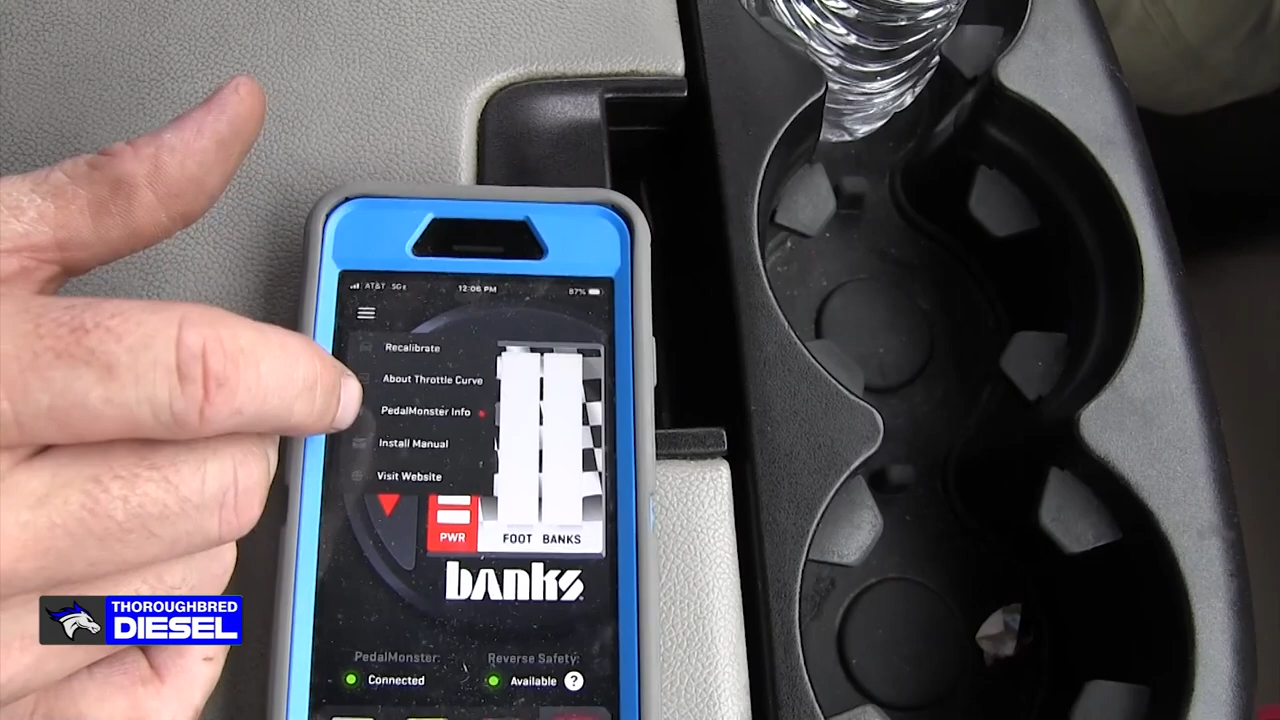 AT&T 5GE 12:06 PM 87%
Recalibrate
About Throttle Curve
PedalMonster Info
Install Manual
Visit Website
PWR FOOT BANKS
banks
PedalMonster: Reverse Safety:
Connected Available ?
THOROUGHBRED
DIESEL